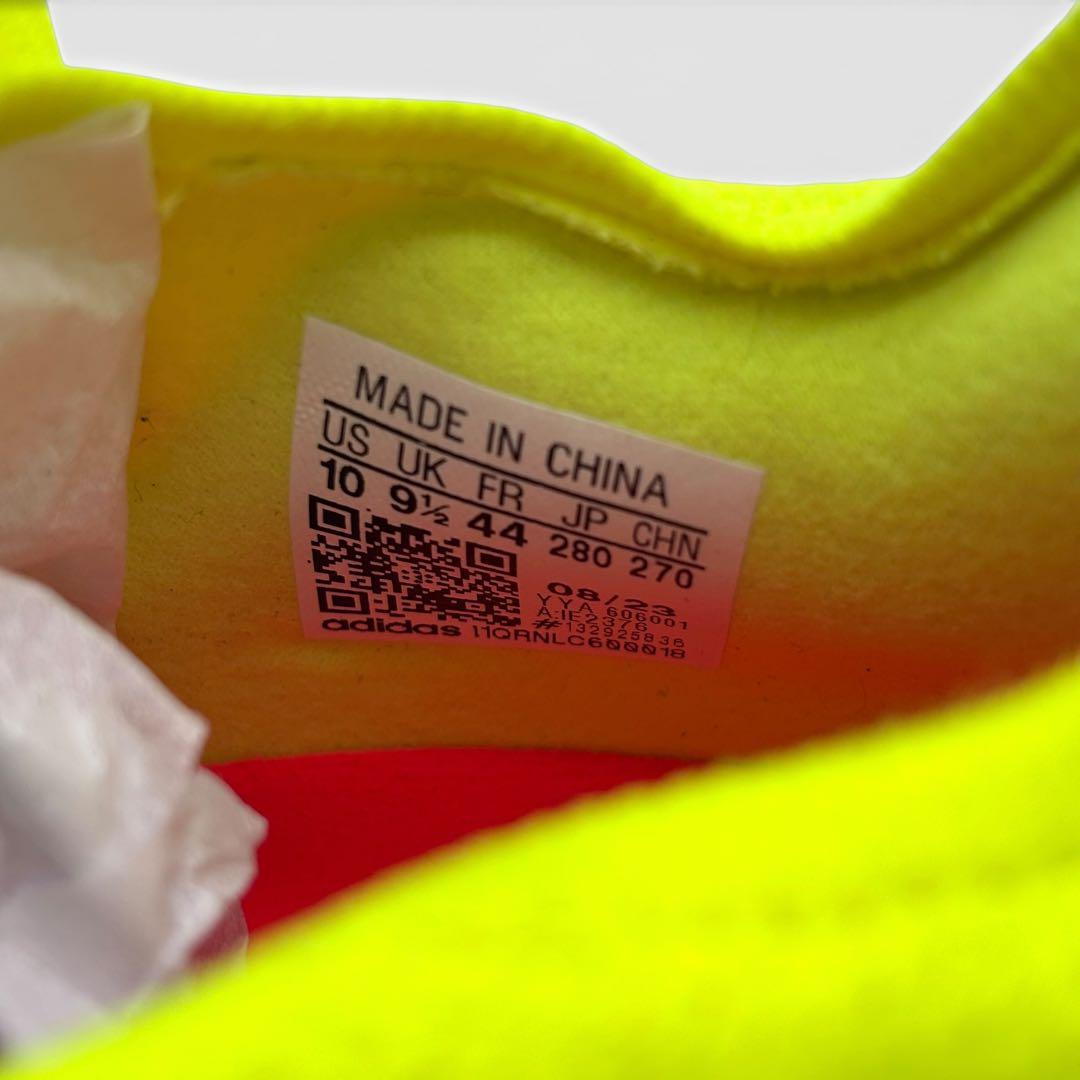 MADE IN CHINA
US UK FR JP CHN
10 9½ 44 280 270
08/23
YYA 606001
A:IE2376
#132925836
adidas 11QRNLC600018